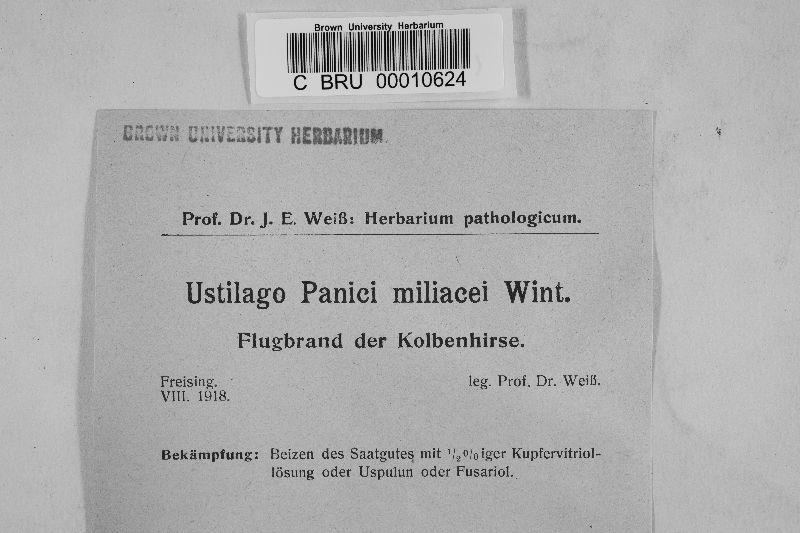 Brown University Herbarium
C BRU 00010624
BROWN UNIVERSITY HERBARIUM
Prof. Dr. J. E. Weiß: Herbarium pathologicum.
Ustilago Panici miliacei Wint.
Flugbrand der Kolbenhirse.
Freising. leg. Prof. Dr. Weiß.
VIII. 1918.
Bekämpfung: Beizen des Saatgutes mit ½%iger Kupfervitriol-
lösung oder Uspulun oder Fusariol.